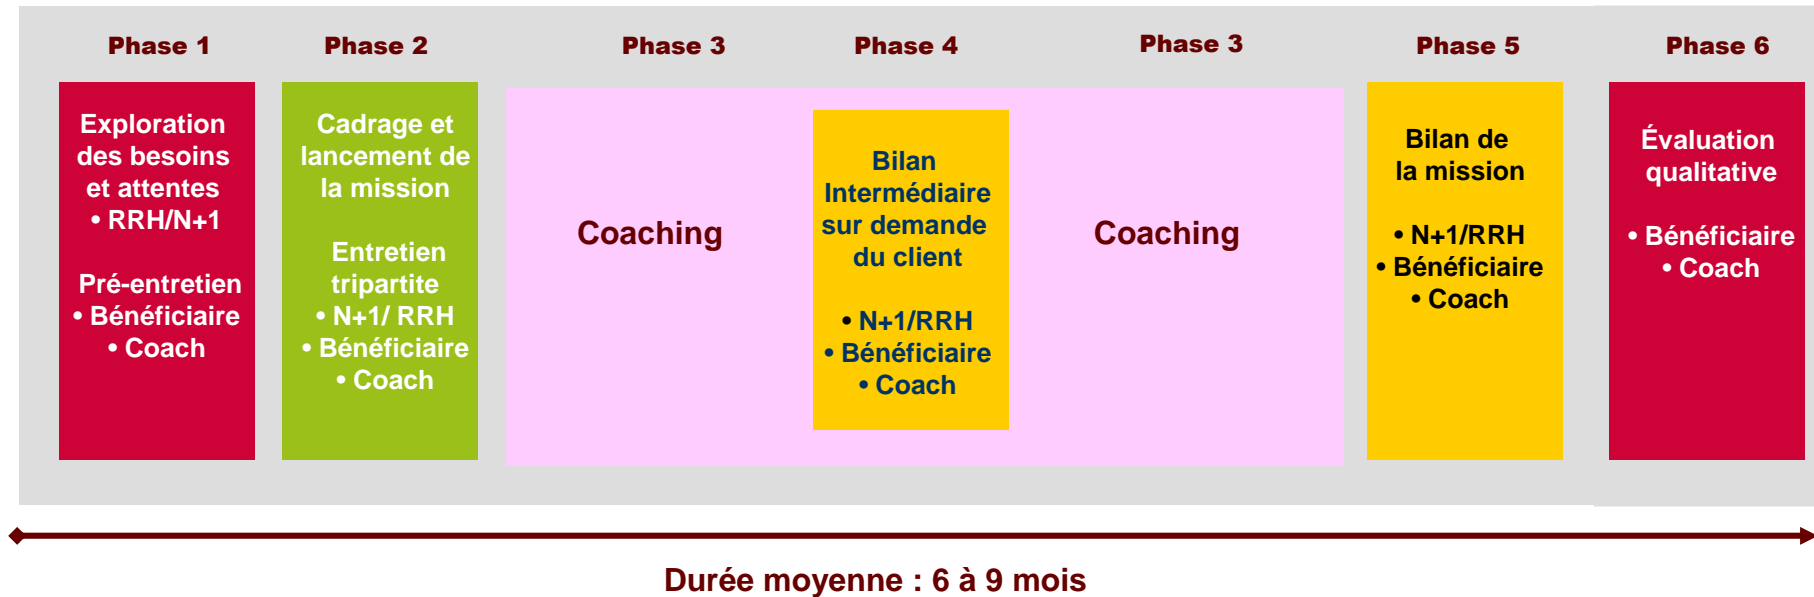 Phase 1
Exploration
des besoins
et attentes
• RRH/N+1
Pré-entretien
• Bénéficiaire
• Coach
Phase 2
Cadrage et
lancement de
la mission
Entretien
tripartite
• N+1/ RRH
• Bénéficiaire
• Coach
Phase 3
Coaching
Phase 4
Bilan
Intermédiaire
sur demande
du client
• N+1/RRH
• Bénéficiaire
• Coach
Phase 3
Coaching
Phase 5
Bilan de
la mission
• N+1/RRH
• Bénéficiaire
• Coach
Phase 6
Évaluation
qualitative
• Bénéficiaire
• Coach
Durée moyenne : 6 à 9 mois